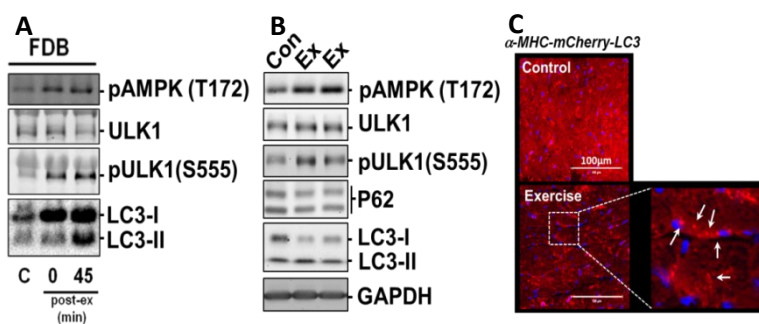 A
FDB
pAMPK (T172)
ULK1
pULK1(S555)
LC3-I
LC3-II
C 0 45
post-ex
(min)
B
Con Ex Ex
pAMPK (T172)
ULK1
pULK1(S555)
P62
LC3-I
LC3-II
GAPDH
C
α-MHC-mCherry-LC3
Control
100µm
Exercise